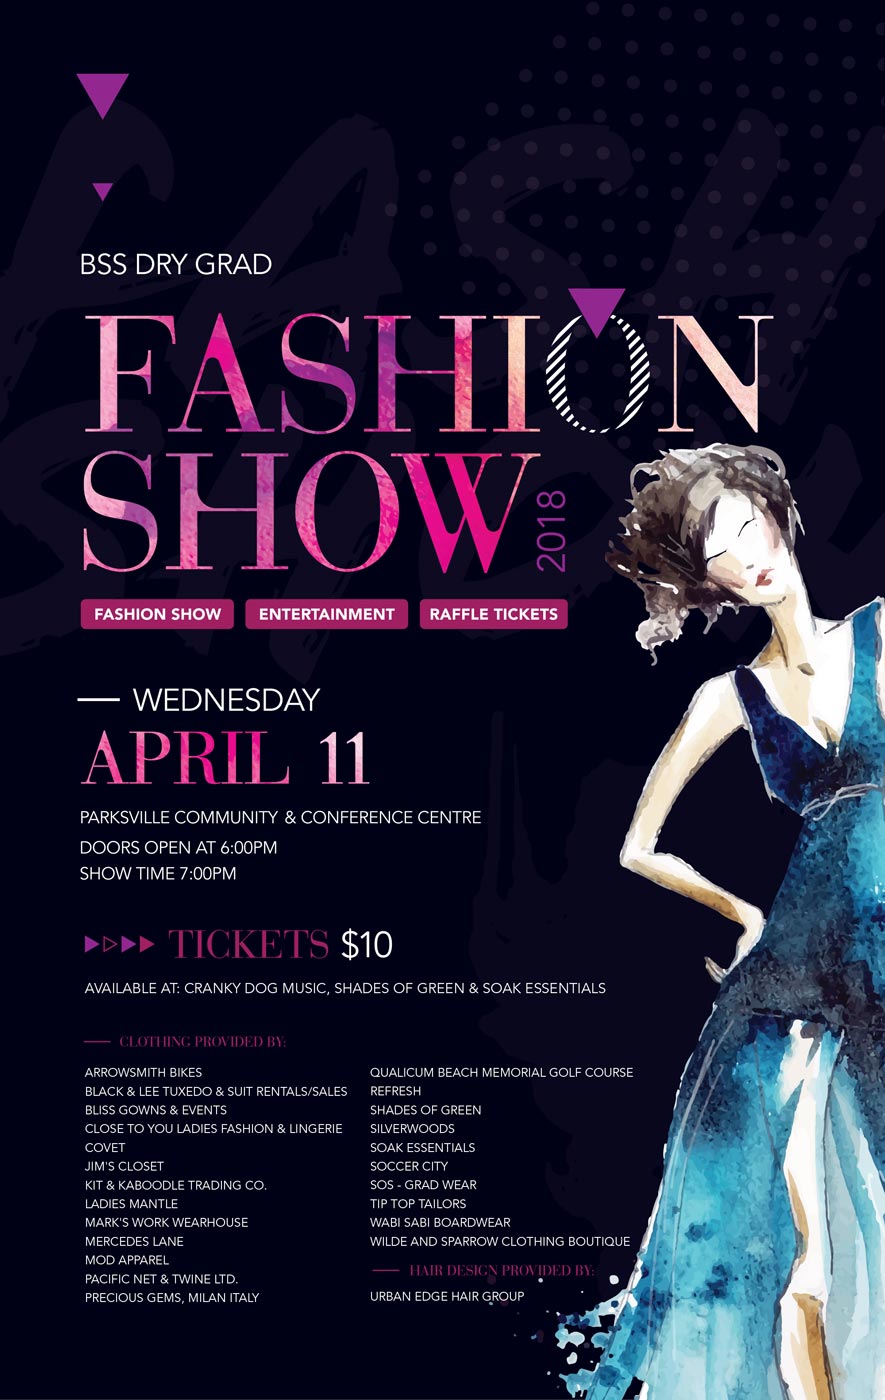 BSS DRY GRAD
FASHION
SHOW
2018
FASHION SHOW
ENTERTAINMENT
RAFFLE TICKETS
WEDNESDAY
APRIL 11
PARKSVILLE COMMUNITY & CONFERENCE CENTRE
DOORS OPEN AT 6:00PM
SHOW TIME 7:00PM
TICKETS $10
AVAILABLE AT: CRANKY DOG MUSIC, SHADES OF GREEN & SOAK ESSENTIALS
CLOTHING PROVIDED BY:
ARROWSMITH BIKES
BLACK & LEE TUXEDO & SUIT RENTALS/SALES
BLISS GOWNS & EVENTS
CLOSE TO YOU LADIES FASHION & LINGERIE
COVET
JIM'S CLOSET
KIT & KABOODLE TRADING CO.
LADIES MANTLE
MARK'S WORK WEARHOUSE
MERCEDES LANE
MOD APPAREL
PACIFIC NET & TWINE LTD.
PRECIOUS GEMS, MILAN ITALY
QUALICUM BEACH MEMORIAL GOLF COURSE
REFRESH
SHADES OF GREEN
SILVERWOODS
SOAK ESSENTIALS
SOCCER CITY
SOS - GRAD WEAR
TIP TOP TAILORS
WABI SABI BOARDWEAR
WILDE AND SPARROW CLOTHING BOUTIQUE
HAIR DESIGN PROVIDED BY:
URBAN EDGE HAIR GROUP